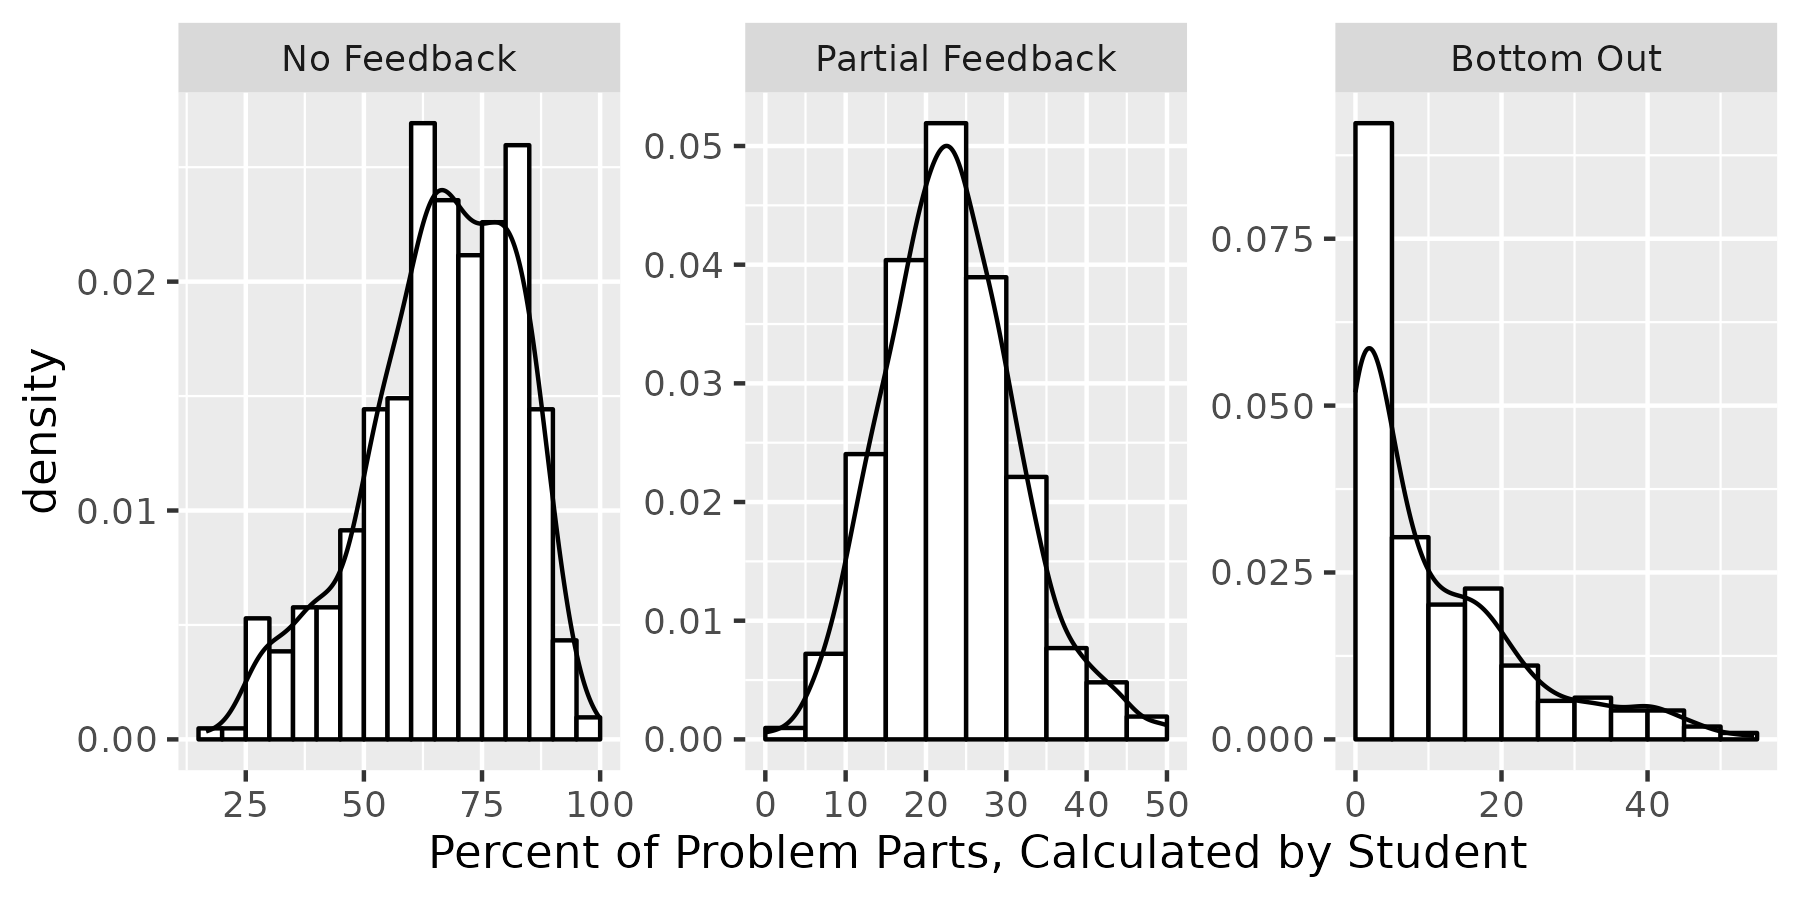 No Feedback
Partial Feedback
Bottom Out
density
0.02
0.01
0.00
25 50 75 100
0.05
0.04
0.03
0.02
0.01
0.00
0 10 20 30 40 50
0.075
0.050
0.025
0.000
0 20 40
Percent of Problem Parts, Calculated by Student